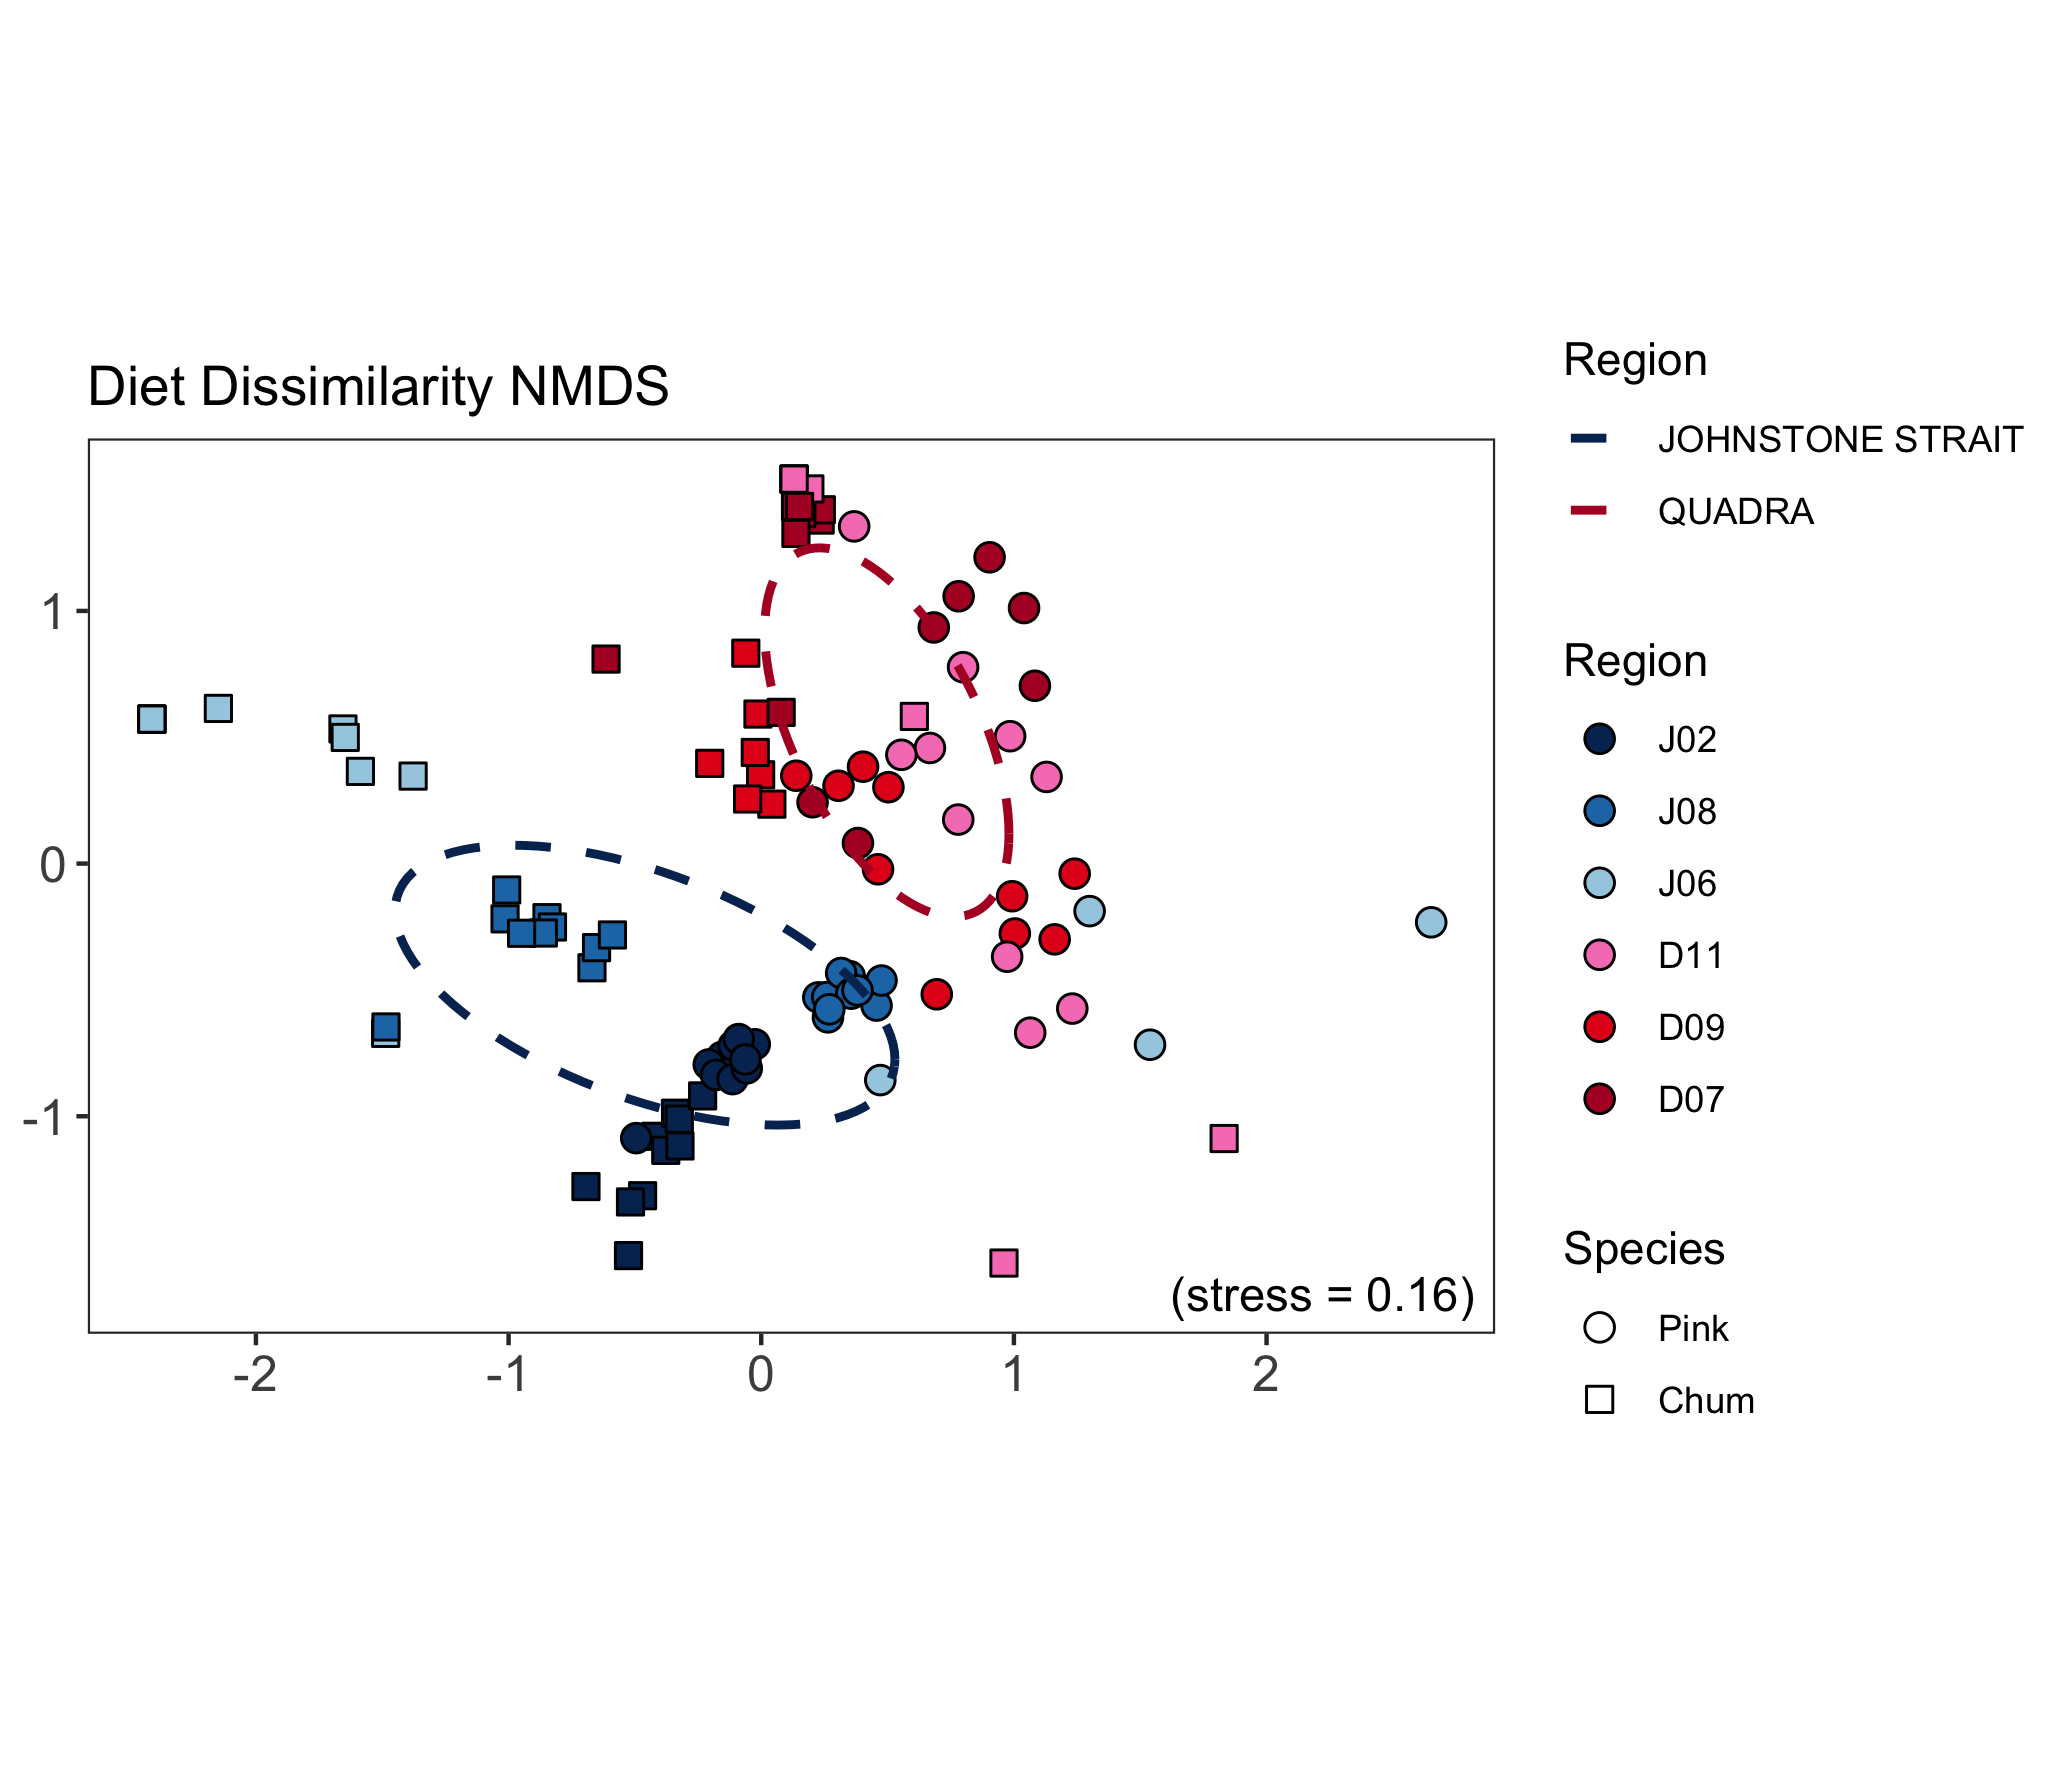 Diet Dissimilarity NMDS
1
0
-1
-2
-1
0
1
2
(stress = 0.16)
Region
JOHNSTONE STRAIT
QUADRA
Region
J02
J08
J06
D11
D09
D07
Species
Pink
Chum